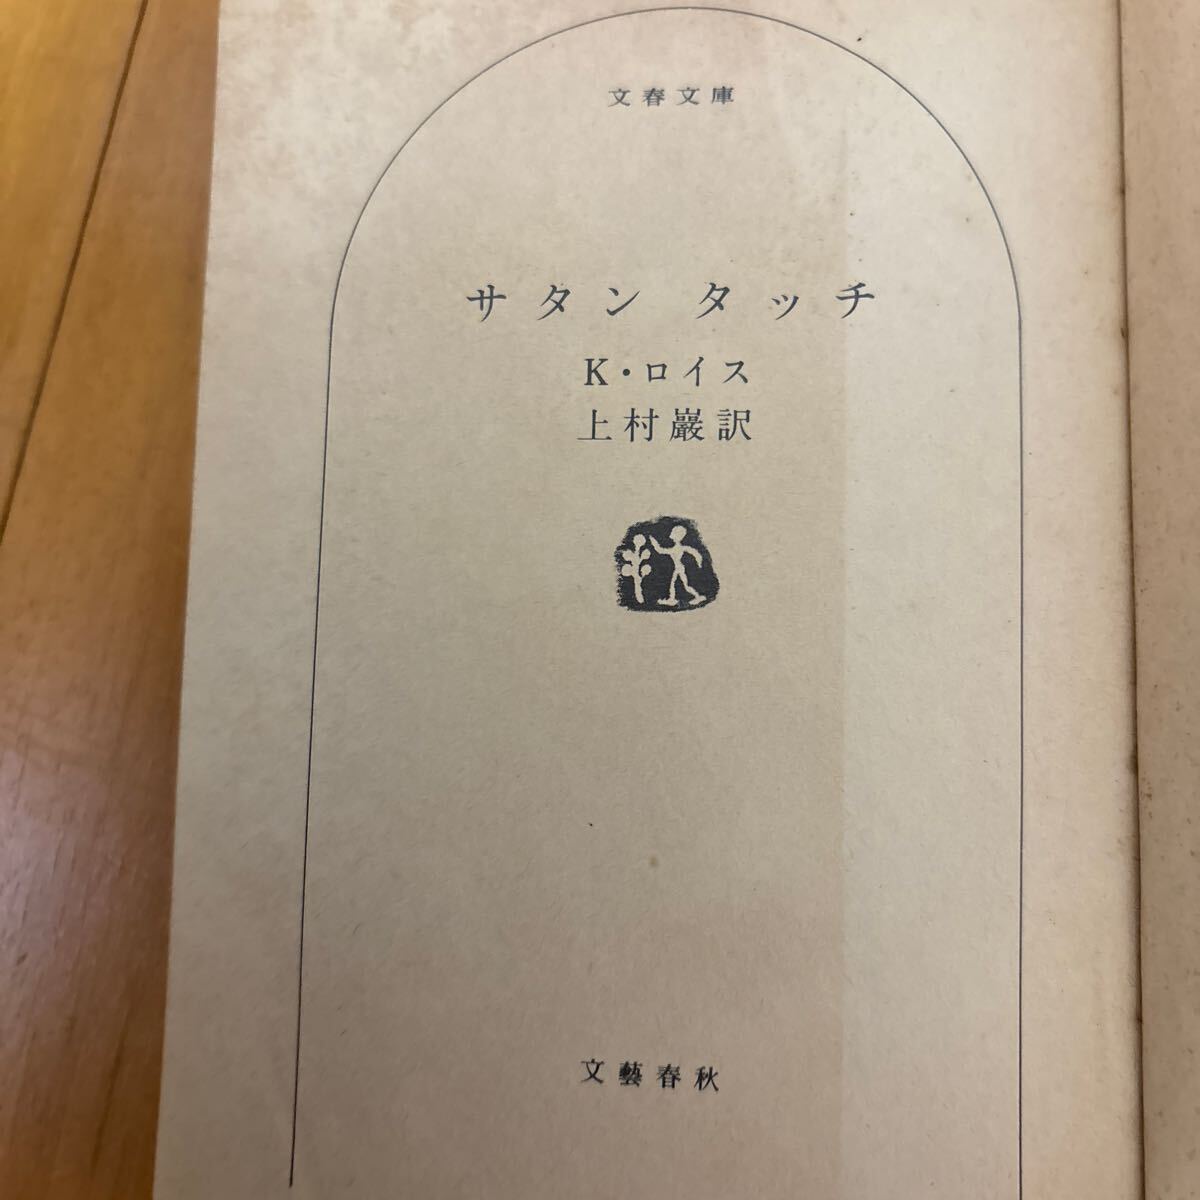 文春文庫
サタン タッチ
K・ロイス
上村巖訳
文藝春秋